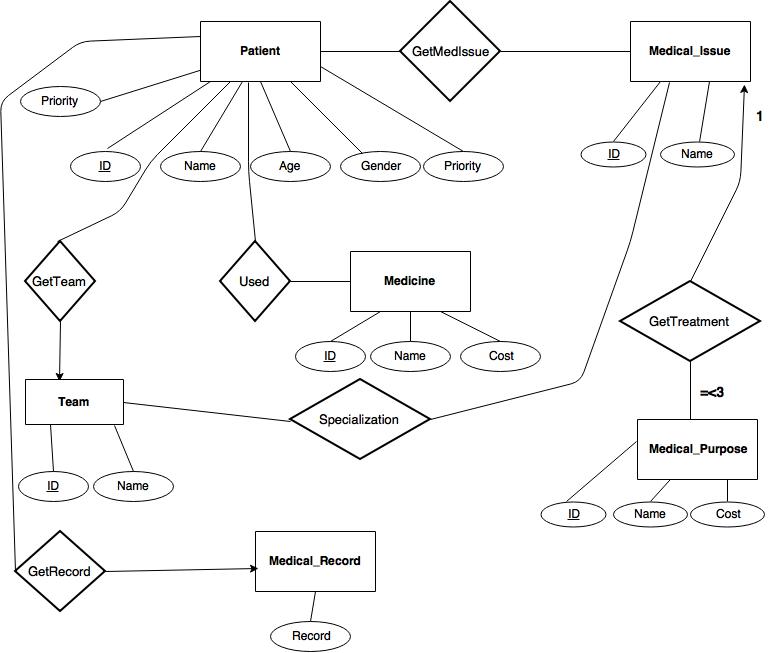 Patient
GetMedIssue
Medical_Issue
Priority
1
ID
Name
Age
Gender
Priority
ID
Name
GetTeam
Used
Medicine
GetTreatment
ID
Name
Cost
=<3
Team
Specialization
Medical_Purpose
ID
Name
ID
Name
Cost
GetRecord
Medical_Record
Record